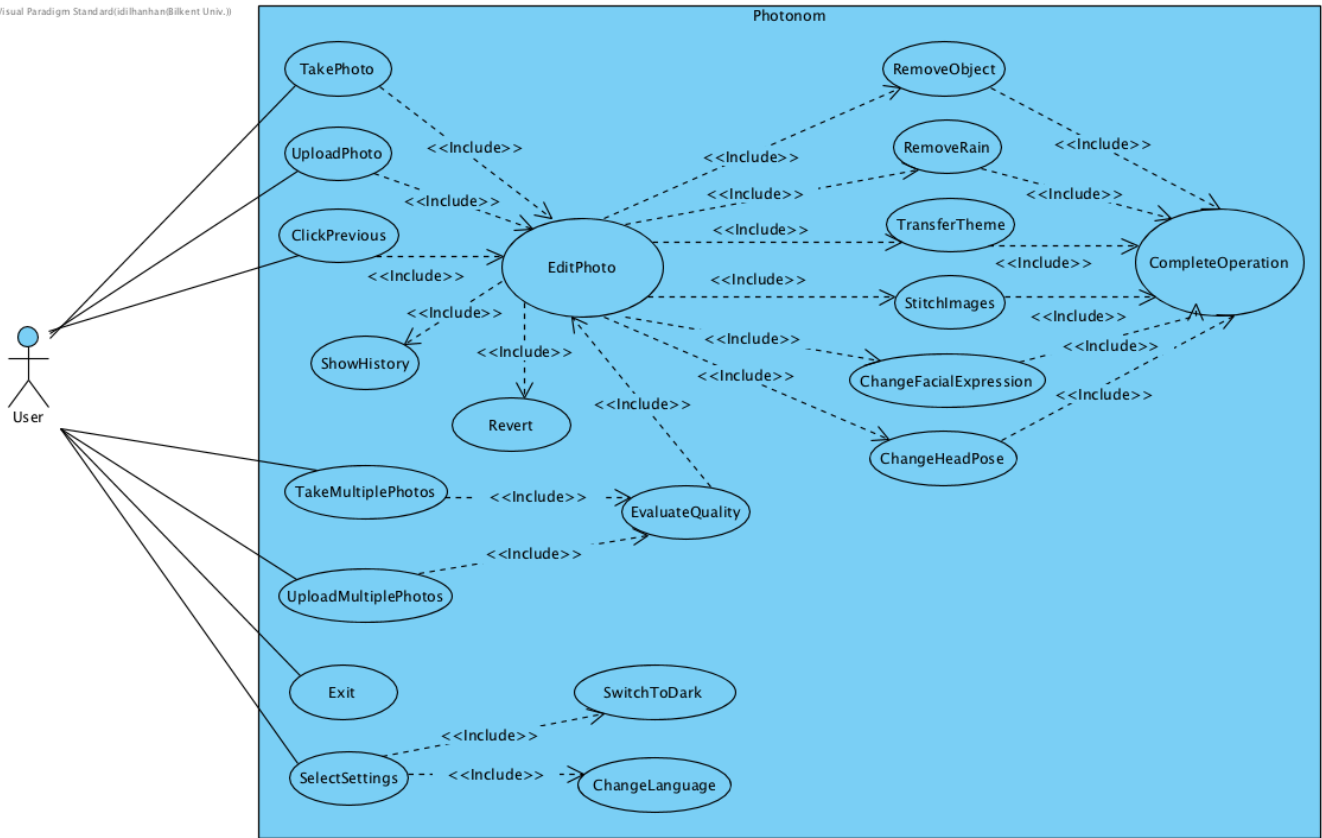 Visual Paradigm Standard(idilhanhan(Bilkent Univ.))
Photonom
TakePhoto
RemoveObject
<<Include>>
<<Include>>
UploadPhoto
RemoveRain
<<Include>>
<<Include>>
<<Include>>
<<Include>>
ClickPrevious
TransferTheme
<<Include>>
<<Include>>
EditPhoto
CompleteOperation
<<Include>>
<<Include>>
StitchImages
<<Include>>
<<Include>>
<<Include>>
<<Include>>
<<Include>>
ShowHistory
<<Include>>
ChangeFacialExpression
<<Include>>
<<Include>>
User
Revert
ChangeHeadPose
TakeMultiplePhotos
<<Include>>
EvaluateQuality
<<Include>>
UploadMultiplePhotos
Exit
SwitchToDark
<<Include>>
SelectSettings
<<Include>>
ChangeLanguage